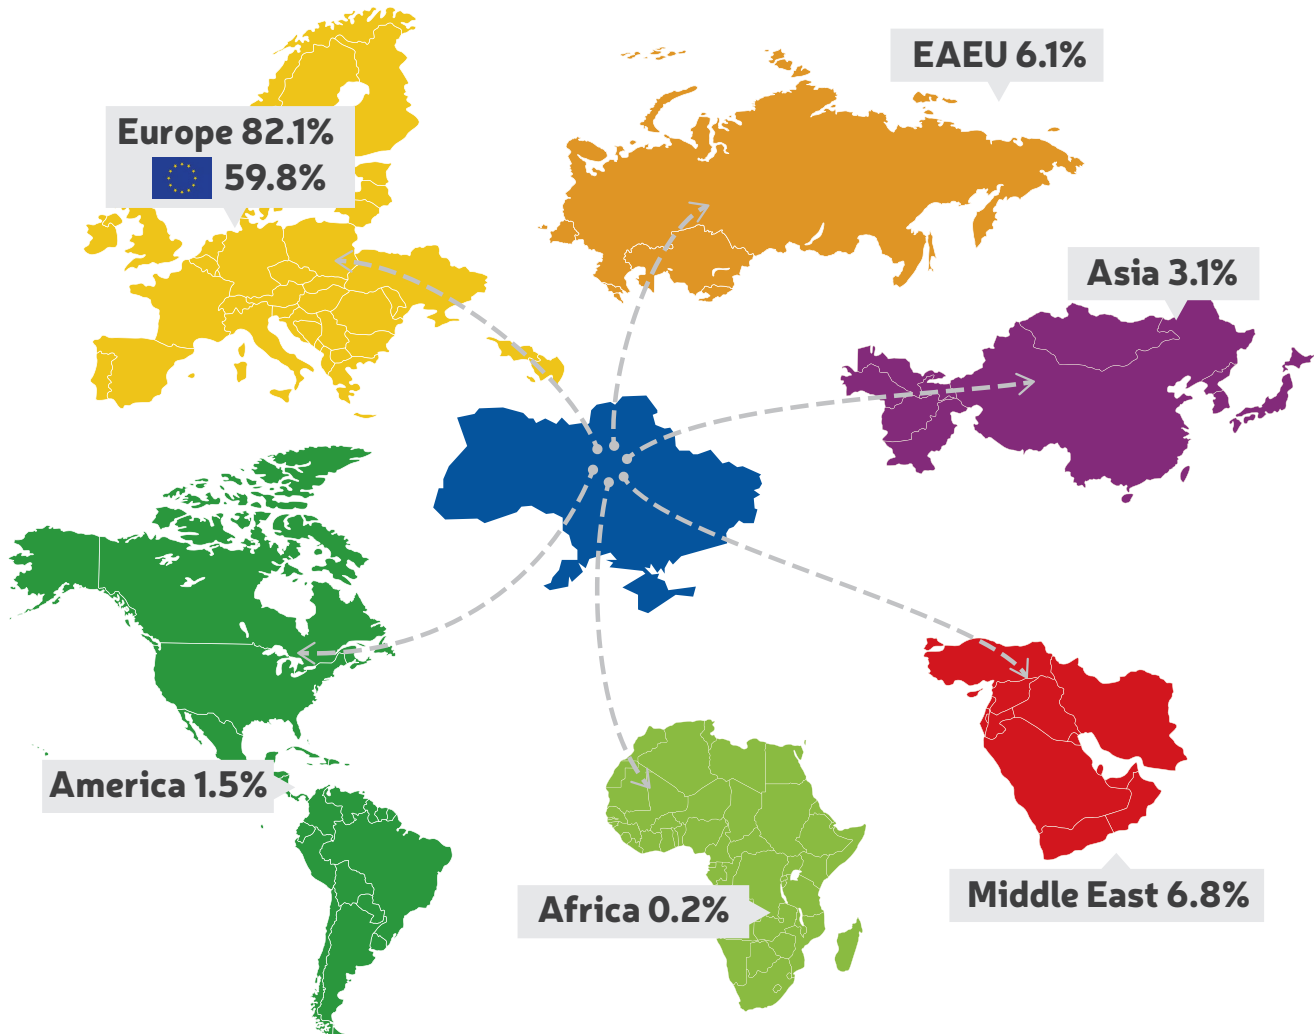 EAEU 6.1%
Europe 82.1%
59.8%
Asia 3.1%
America 1.5%
Africa 0.2%
Middle East 6.8%